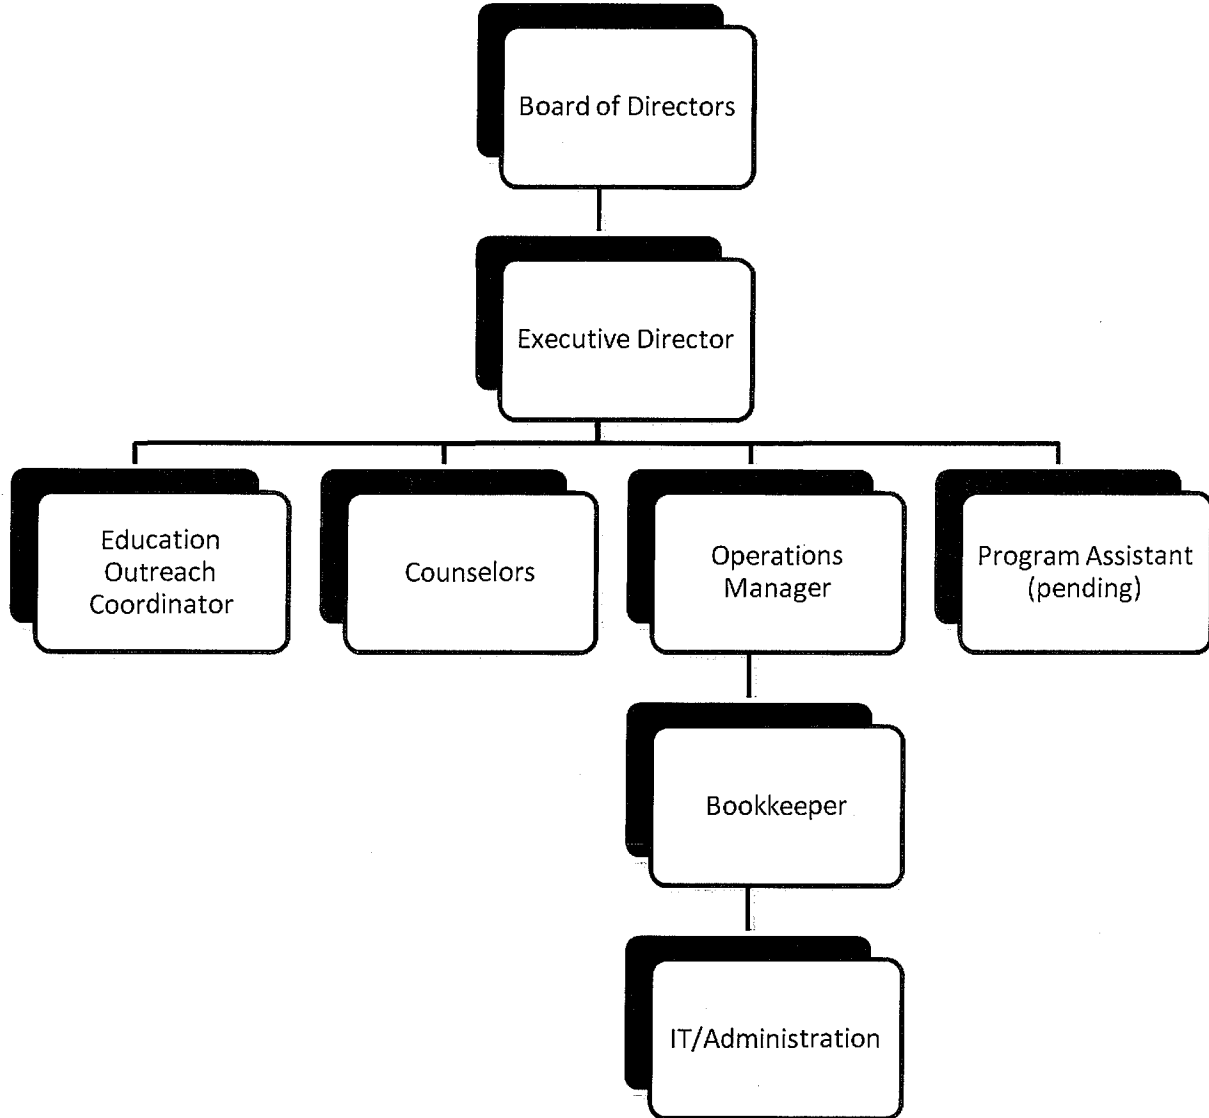 Board of Directors
Executive Director
Education
Outreach
Coordinator
Counselors
Operations
Manager
Program Assistant
(pending)
Bookkeeper
IT/Administration